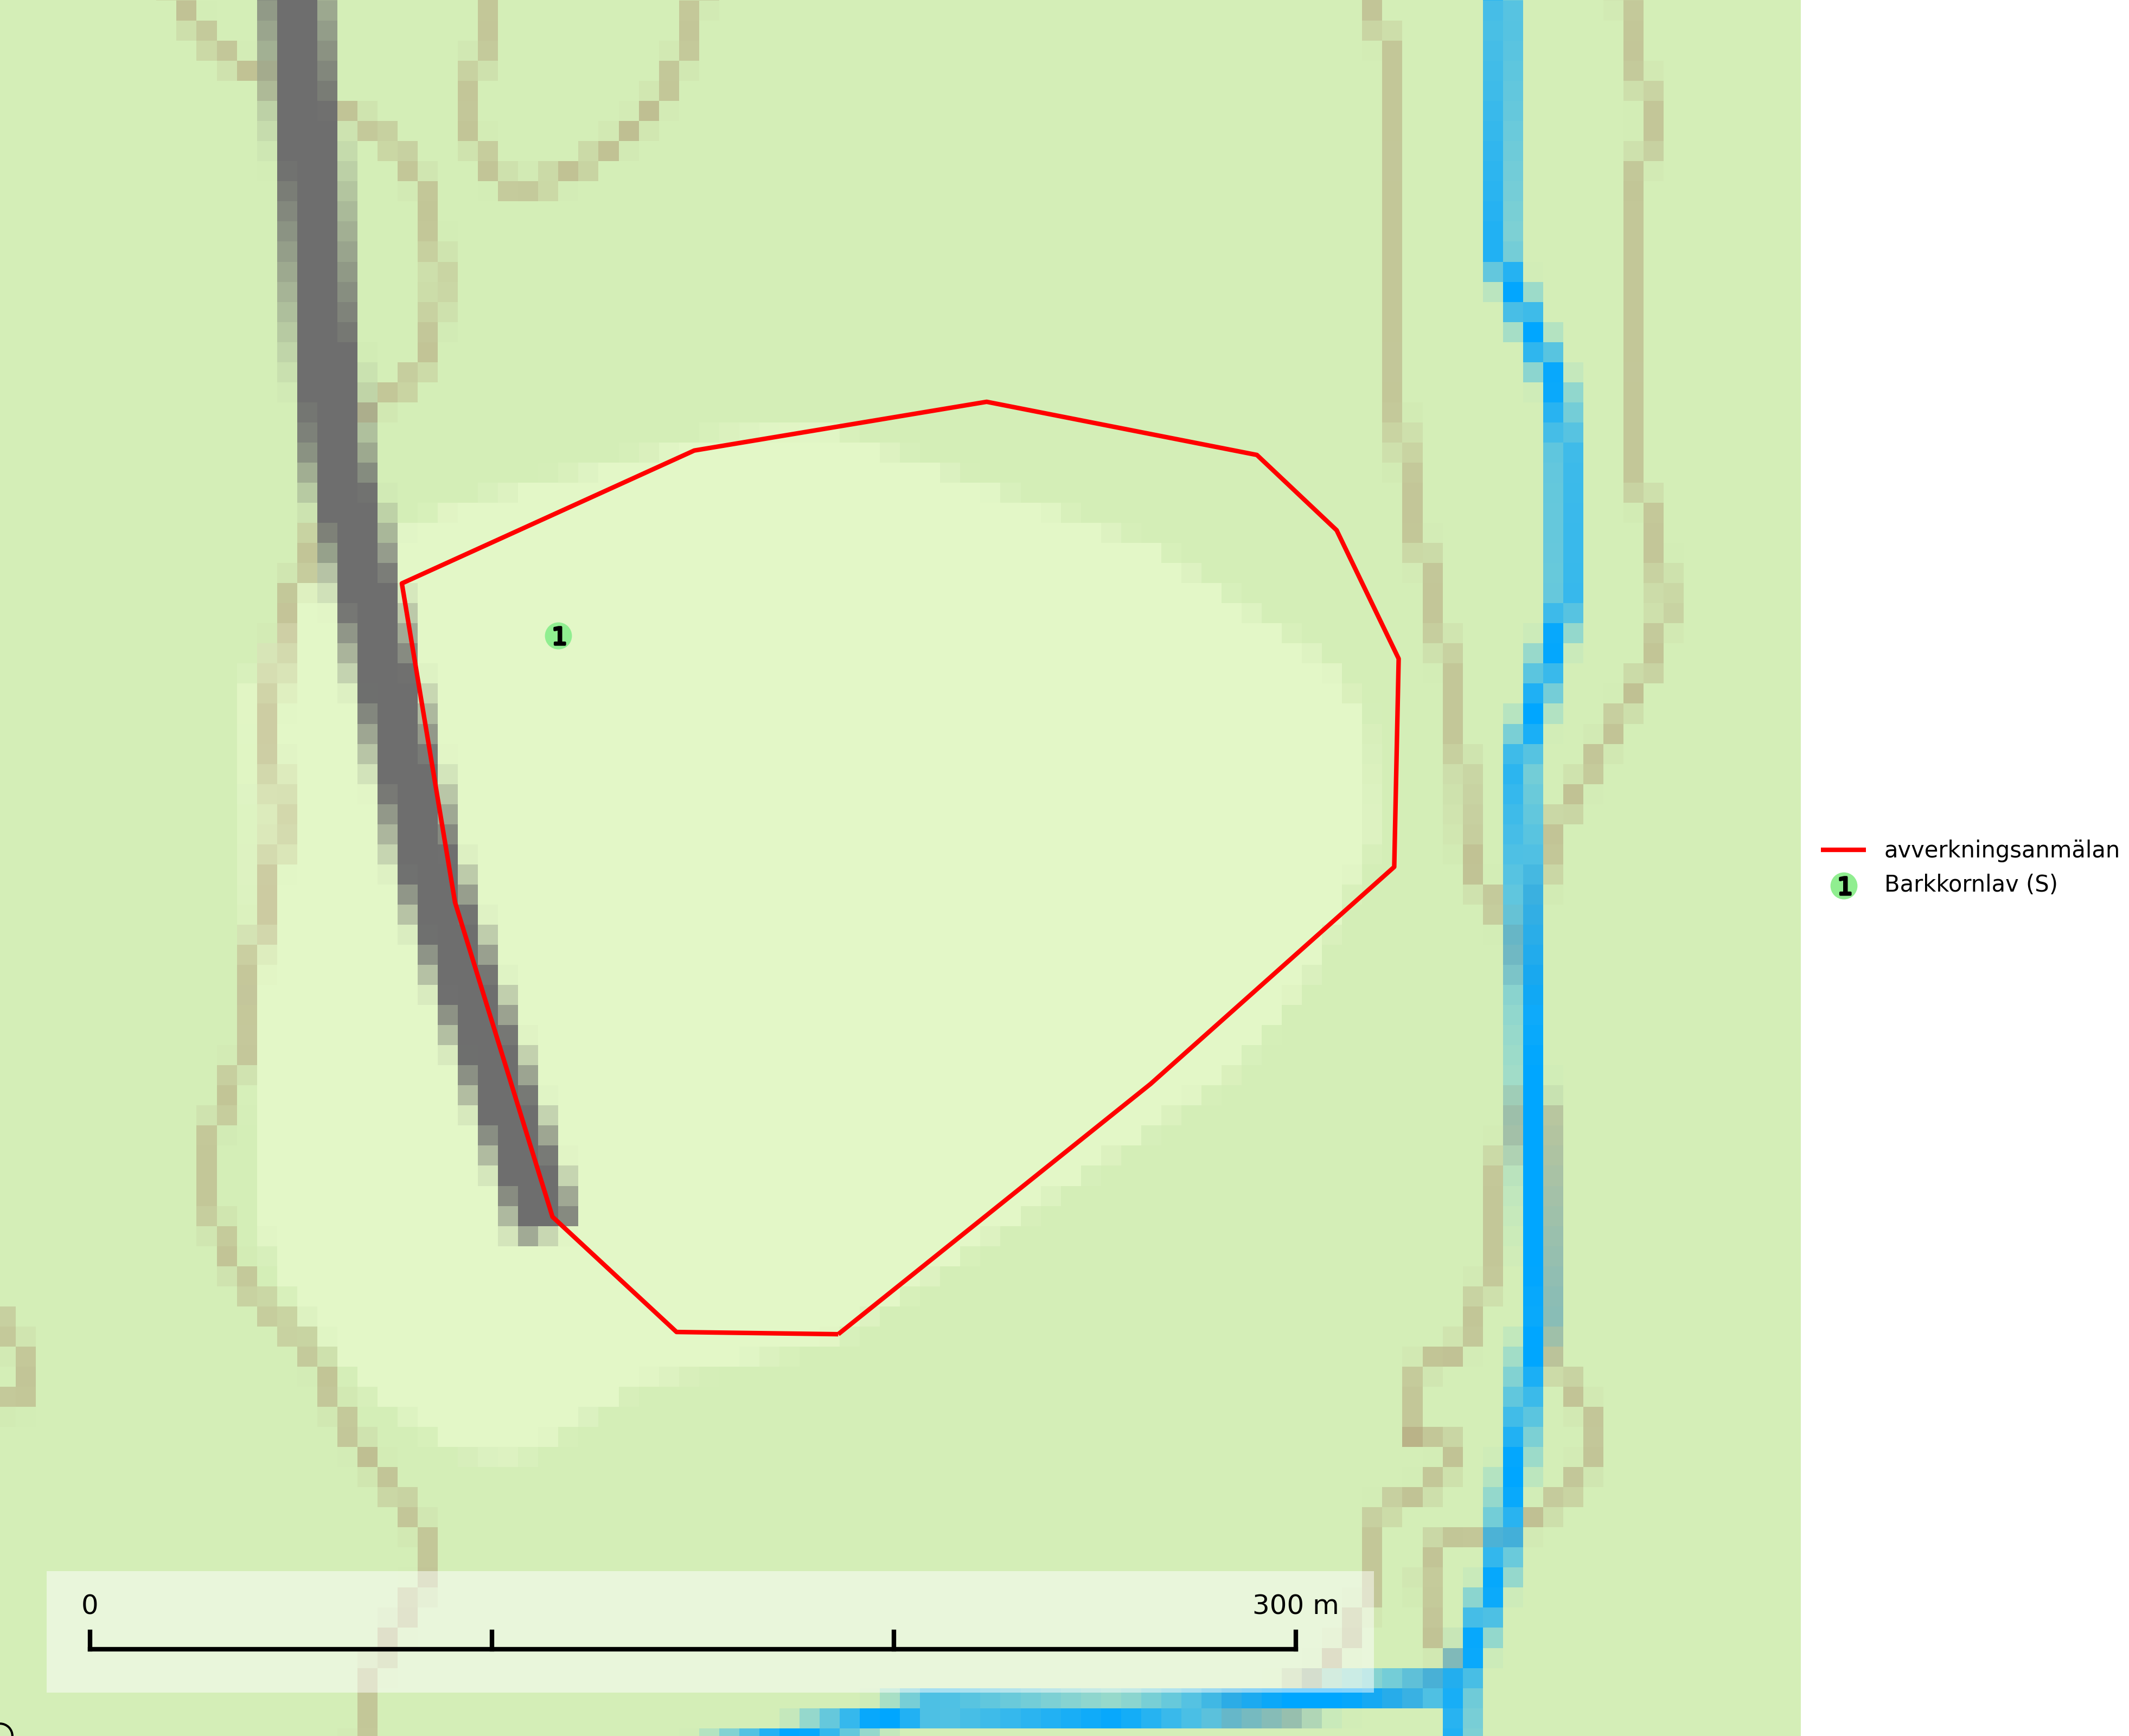 1
avverkningsanmälan
1 Barkkornlav (S)
0 300 m